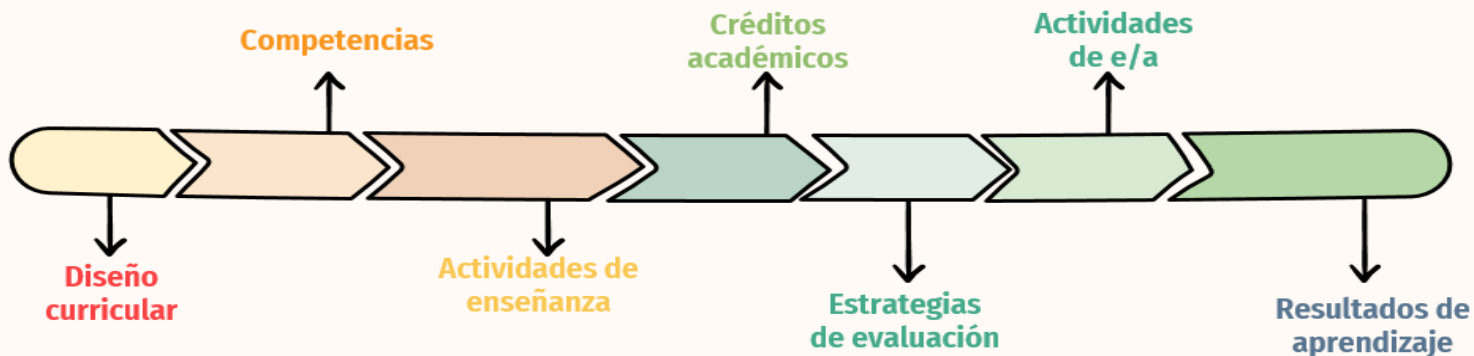 Competencias
Créditos
académicos
Actividades
de e/a
Diseño
curricular
Actividades de
enseñanza
Estrategias
de evaluación
Resultados de
aprendizaje